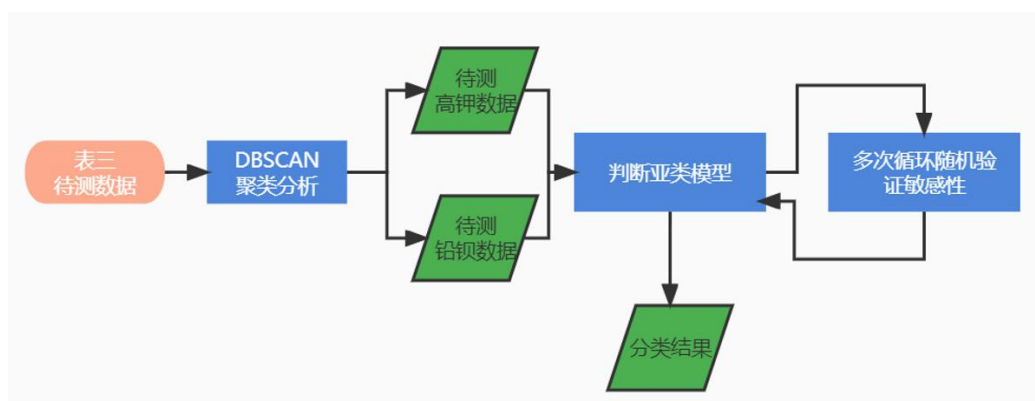 表三
待测数据
DBSCAN
聚类分析
待测
高钾数据
待测
铅钡数据
判断亚类模型
多次循环随机验
证敏感性
分类结果